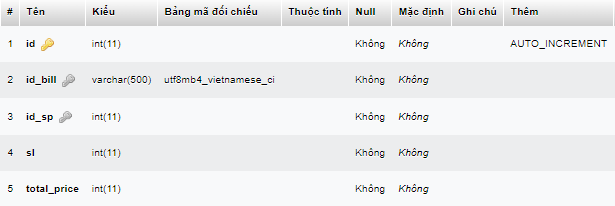 # Tên Kiểu Bảng mã đối chiếu Thuộc tính Null Mặc định Ghi chú Thêm
1 id int(11) Không Không AUTO_INCREMENT
2 id_bill varchar(500) utf8mb4_vietnamese_ci Không Không
3 id_sp int(11) Không Không
4 sl int(11) Không Không
5 total_price int(11) Không Không